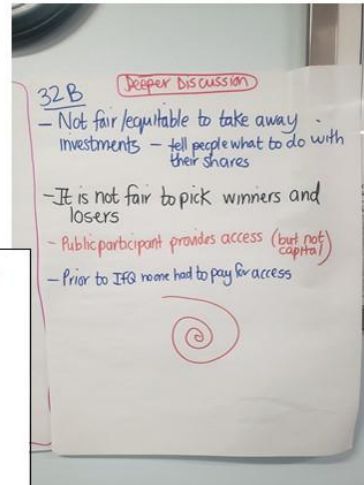 Deeper Discussion
32B
- Not fair/equitable to take away
investments - tell people what to do with
their shares
- It is not fair to pick winners and
losers
- Public participant provides access (but not
capital)
- Prior to IFQ no one had to pay for access